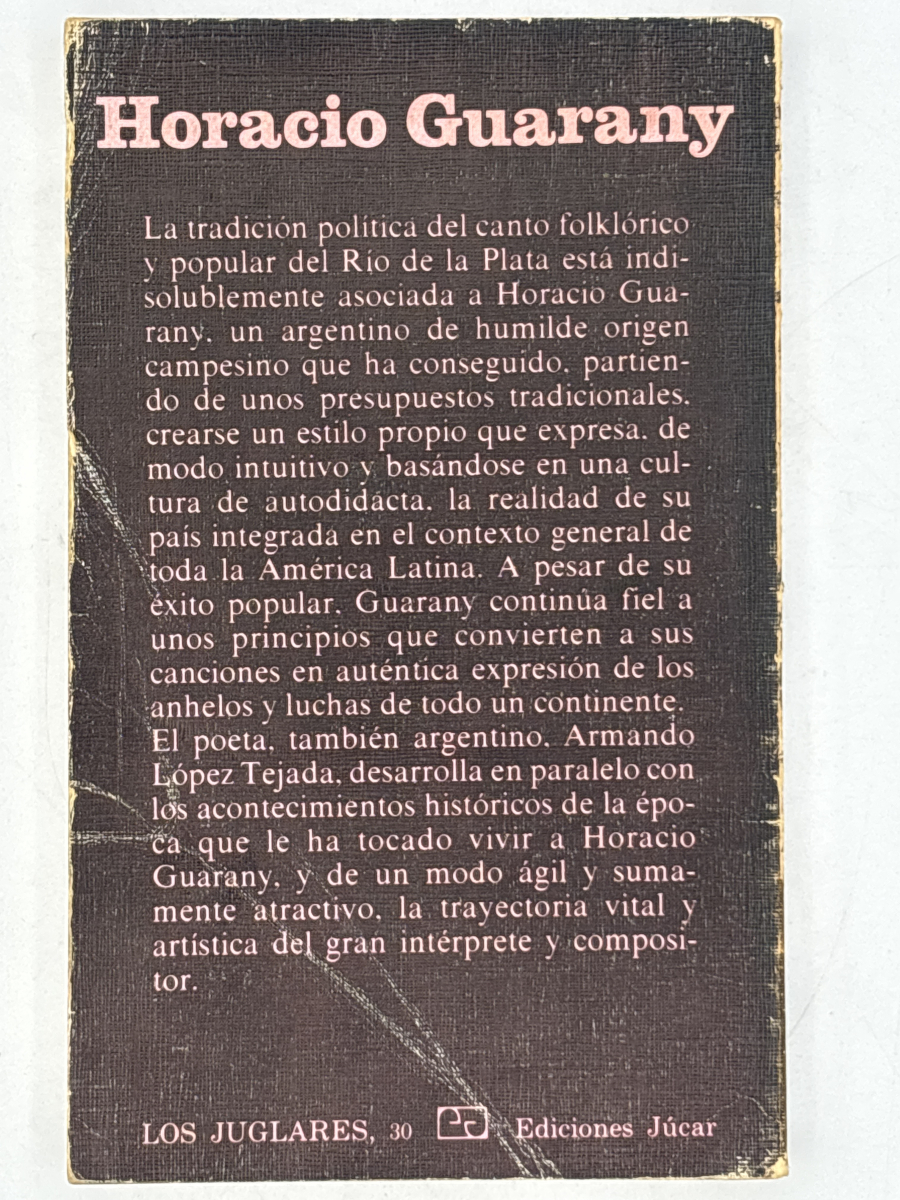 Horacio Guarany
La tradición política del canto folklórico
y popular del Río de la Plata está indi-
solublemente asociada a Horacio Gua-
rany, un argentino de humilde origen
campesino que ha conseguido, partien-
do de unos presupuestos tradicionales,
crearse un estilo propio que expresa, de
modo intuitivo y basándose en una cul-
tura de autodidacta, la realidad de su
país integrada en el contexto general de
toda la América Latina. A pesar de su
éxito popular, Guarany continúa fiel a
unos principios que convierten a sus
canciones en auténtica expresión de los
anhelos y luchas de todo un continente.
El poeta, también argentino, Armando
López Tejada, desarrolla en paralelo con
los acontecimientos históricos de la épo-
ca que le ha tocado vivir a Horacio
Guarany, y de un modo ágil y suma-
mente atractivo, la trayectoria vital y
artística del gran intérprete y composi-
tor.
LOS JUGLARES, 30 Ediciones Júcar